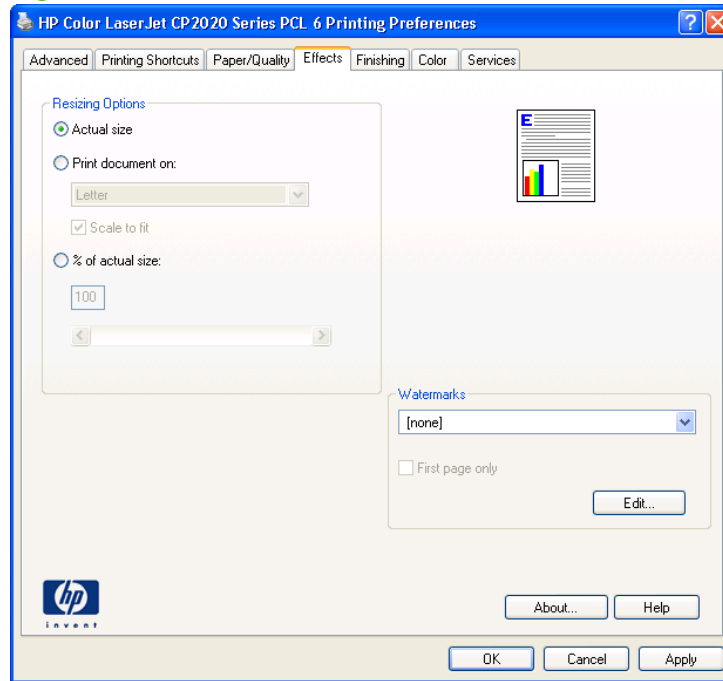 HP Color LaserJet CP2020 Series PCL 6 Printing Preferences
Advanced Printing Shortcuts Paper/Quality Effects Finishing Color Services
Resizing Options
Actual size
Print document on:
Letter
Scale to fit
% of actual size:
100
E
Watermarks
[none]
First page only
Edit...
hp
invent
About... Help
OK Cancel Apply